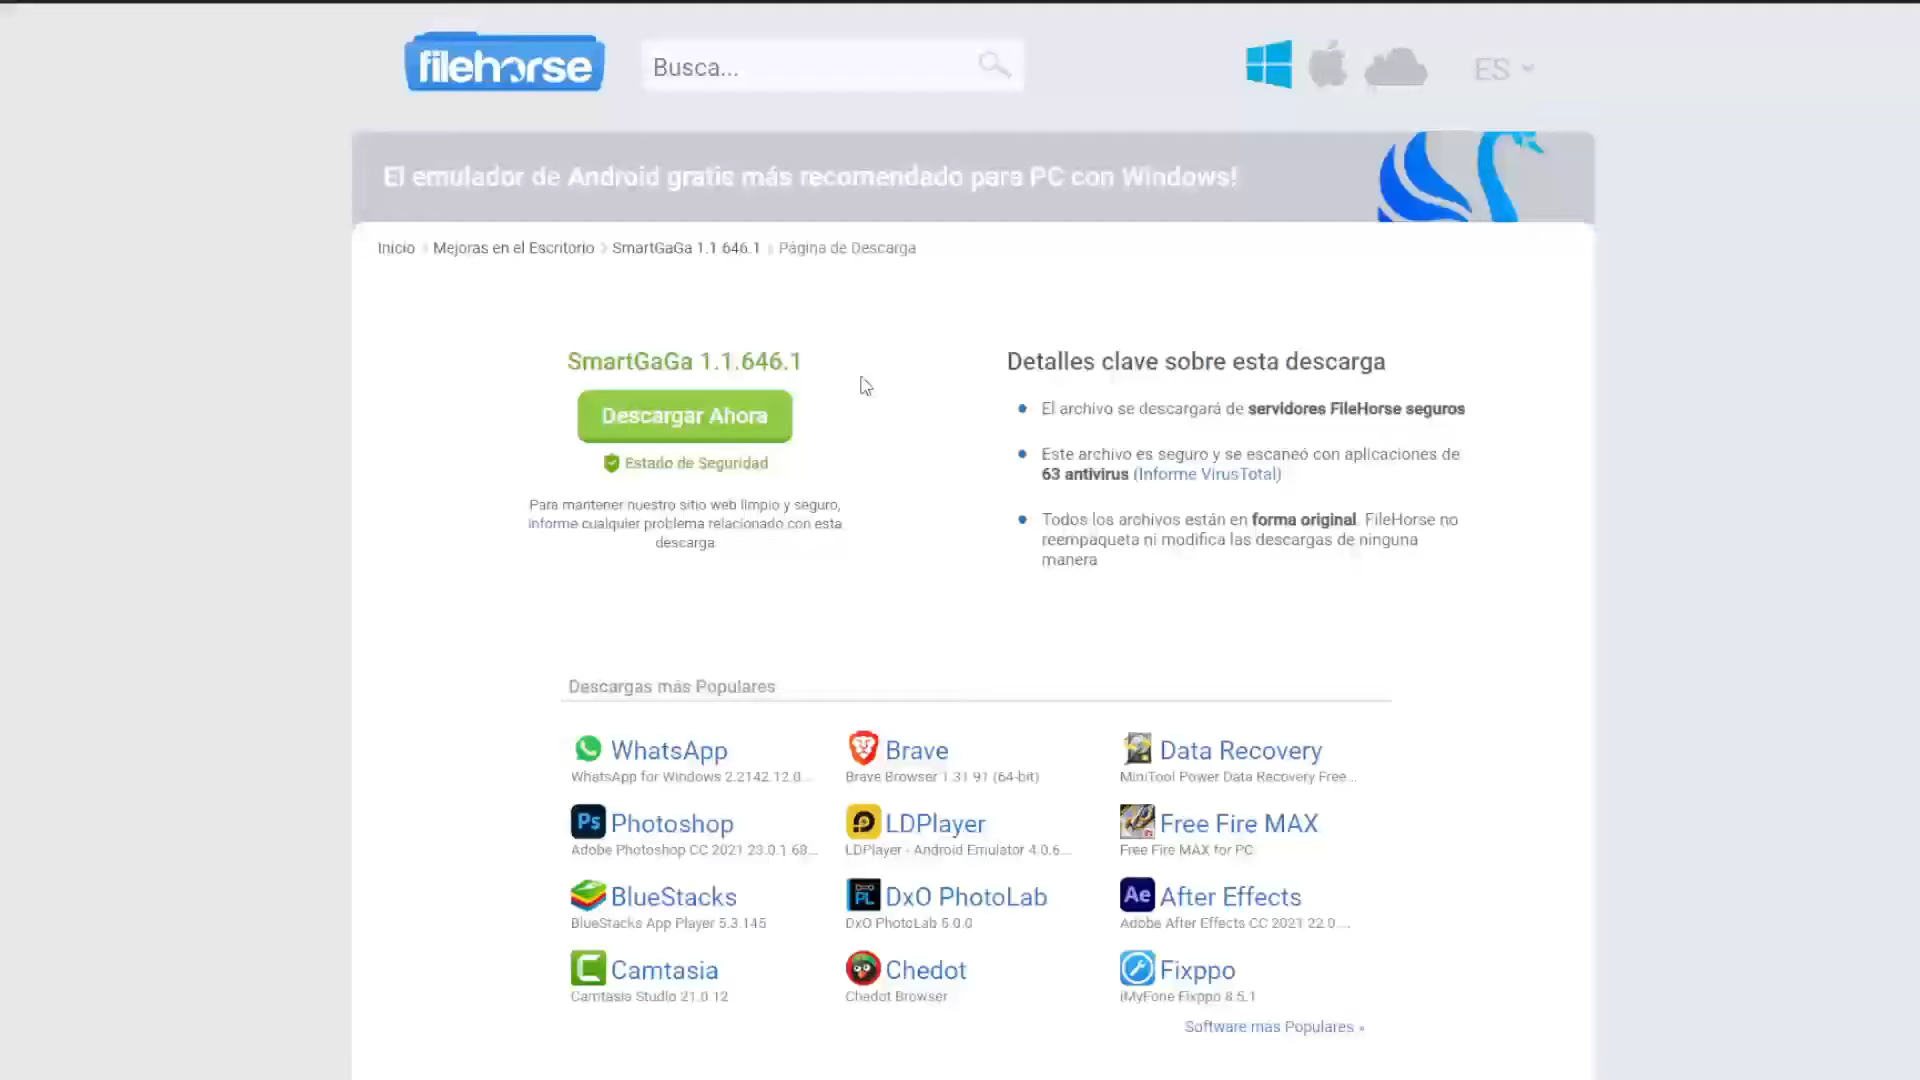 filehorse
Busca...
ES
El emulador de Android gratis más recomendado para PC con Windows!
Inicio
Mejoras en el Escritorio
SmartGaGa 1.1.646.1
Página de Descarga
SmartGaGa 1.1.646.1
Descargar Ahora
Estado de Seguridad
Para mantener nuestro sitio web limpio y seguro,
informe cualquier problema relacionado con esta
descarga
Detalles clave sobre esta descarga
El archivo se descargará de servidores FileHorse seguros
Este archivo es seguro y se escaneó con aplicaciones de
63 antivirus (Informe VirusTotal)
Todos los archivos están en forma original. FileHorse no
reempaqueta ni modifica las descargas de ninguna
manera
Descargas más Populares
WhatsApp
WhatsApp for Windows 2.2142.12.0...
Brave
Brave Browser 1.31.91 (64-bit)
Data Recovery
MiniTool Power Data Recovery Free...
Ps Photoshop
Adobe Photoshop CC 2021 23.0.1.68...
LDPlayer
LDPlayer - Android Emulator 4.0.6...
Free Fire MAX
Free Fire MAX for PC
BlueStacks
BlueStacks App Player 5.3.145
PL DxO PhotoLab
DxO PhotoLab 5.0.0
Ae After Effects
Adobe After Effects CC 2021 22.0....
Camtasia
Camtasia Studio 21.0.12
Chedot
Chedot Browser
Fixppo
iMyFone Fixppo 8.5.1
Software más Populares »